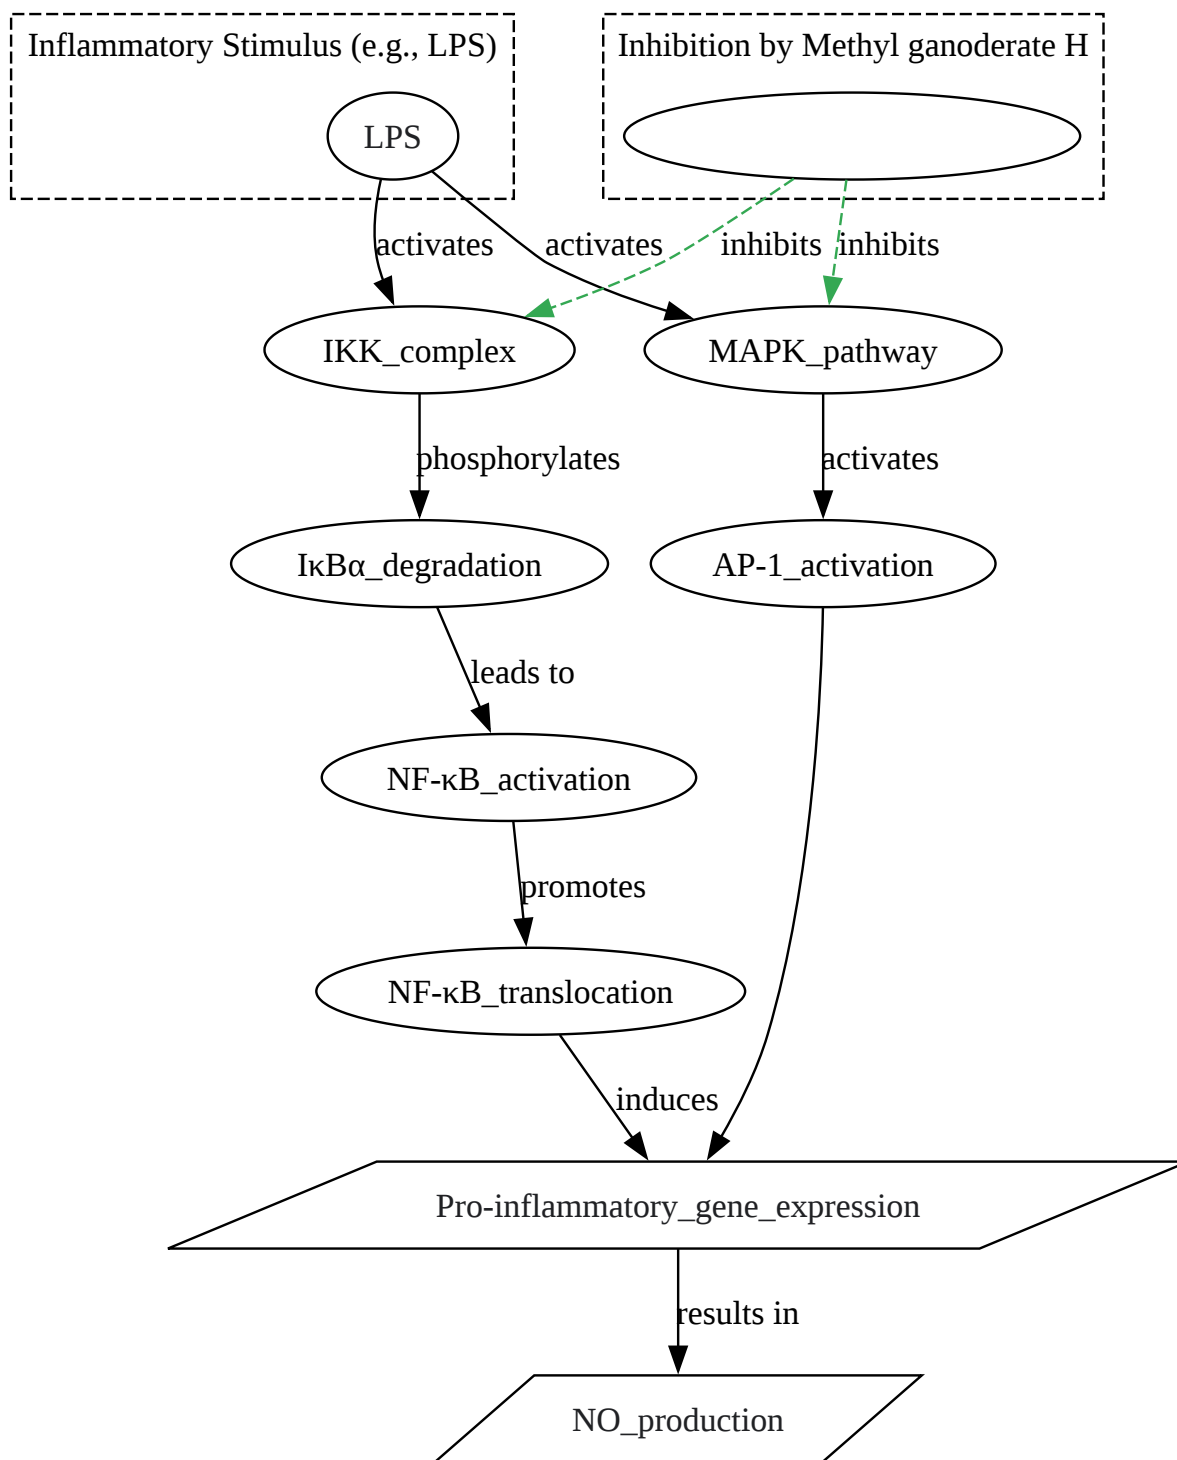 Inflammatory Stimulus (e.g., LPS)
Inhibition by Methyl ganoderate H
LPS
activates
activates
inhibits
inhibits
IKK_complex
MAPK_pathway
phosphorylates
activates
IκBα_degradation
AP-1_activation
leads to
NF-κB_activation
promotes
NF-κB_translocation
induces
Pro-inflammatory_gene_expression
results in
NO_production